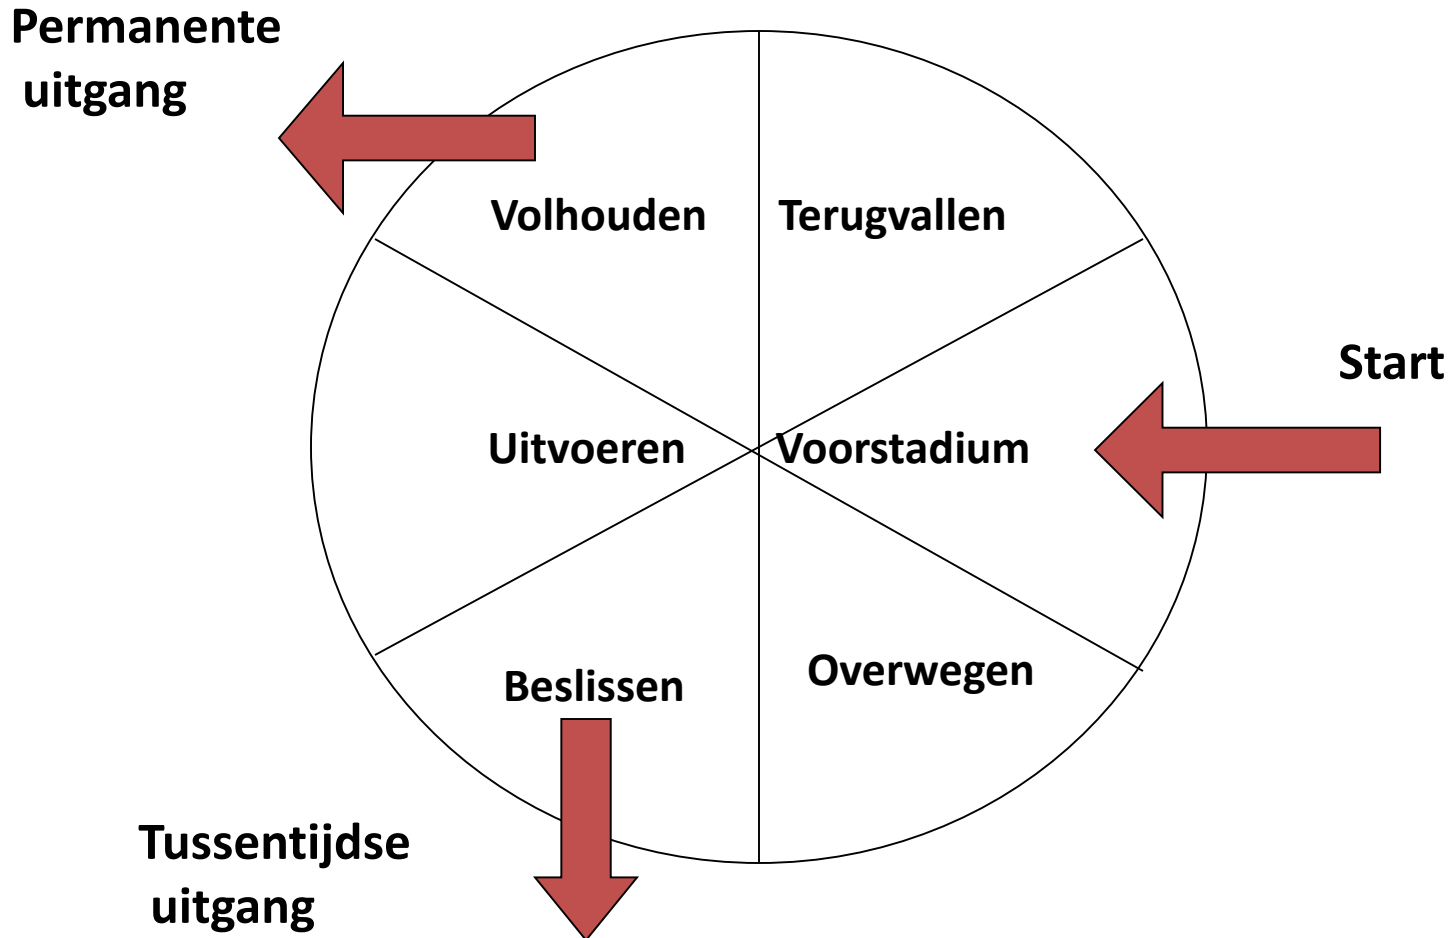 Permanente
uitgang
Volhouden
Terugvallen
Start
Uitvoeren
Voorstadium
Beslissen
Overwegen
Tussentijdse
uitgang